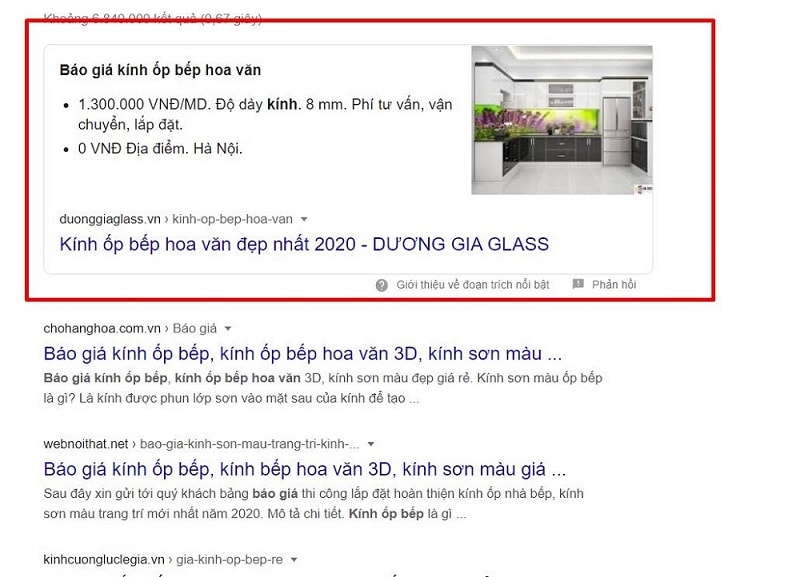 Khoảng 6.840.000 kết quả (0,67 giây)
Báo giá kính ốp bếp hoa văn
• 1.300.000 VNĐ/MD. Độ dày kính. 8 mm. Phí tư vấn, vận
chuyển, lắp đặt.
• 0 VNĐ Địa điểm. Hà Nội.
duonggiaglass.vn › kinh-op-bep-hoa-van
Kính ốp bếp hoa văn đẹp nhất 2020 - DƯƠNG GIA GLASS
Giới thiệu về đoạn trích nổi bật Phản hồi
chohanghoa.com.vn › Báo giá
Báo giá kính ốp bếp, kính ốp bếp hoa văn 3D, kính sơn màu ...
Báo giá kính ốp bếp, kính ốp bếp hoa văn 3D, kính sơn màu đẹp giá rẻ. Kính sơn màu ốp bếp
là gì? Là kính được phun lớp sơn vào mặt sau của kính để tạo ...
webnoithat.net › bao-gia-kinh-son-mau-trang-tri-kinh-...
Báo giá kính ốp bếp, kính bếp hoa văn 3D, kính sơn màu giá ...
Sau đây xin gửi tới quý khách bảng báo giá thi công lắp đặt hoàn thiện kính ốp nhà bếp, kính
sơn màu trang trí mới nhất năm 2020. Mô tả chi tiết. Kính ốp bếp là gì ...
kinhcuongluclegia.vn › gia-kinh-op-bep-re